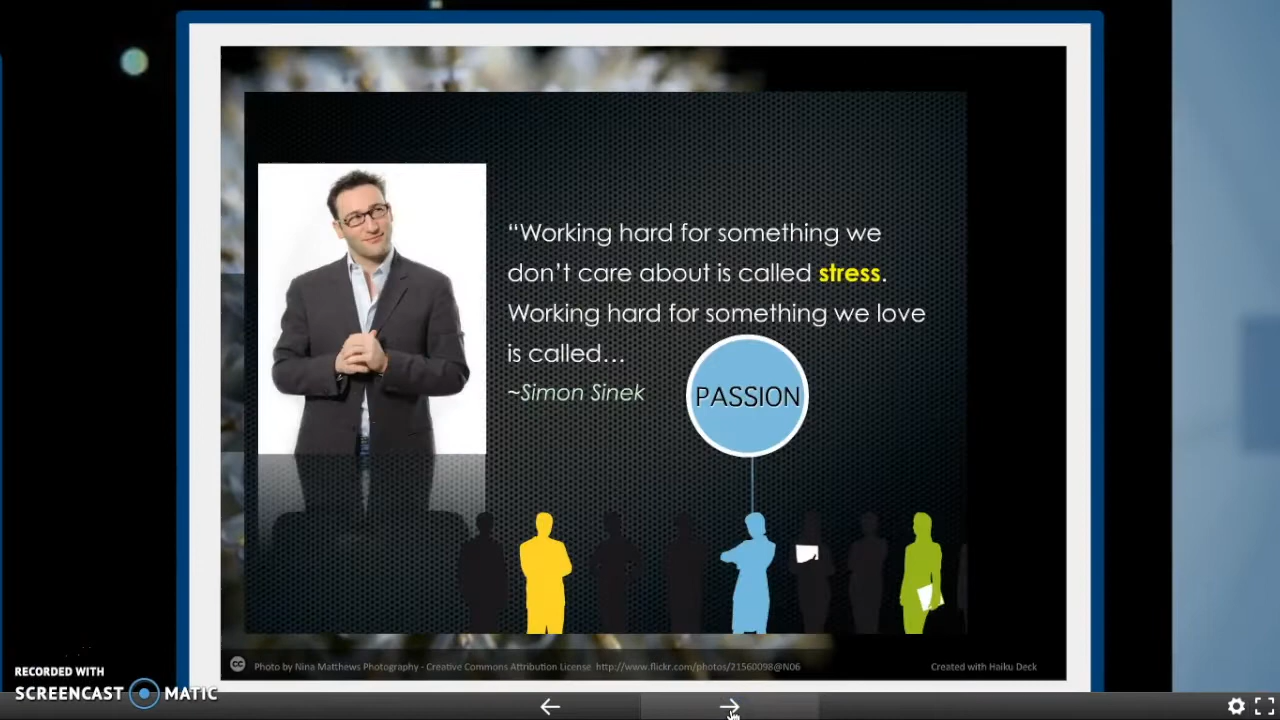 “Working hard for something we
don’t care about is called stress.
Working hard for something we love
is called…
~Simon Sinek
PASSION
Photo by Nina Matthews Photography - Creative Commons Attribution License http://www.flickr.com/photos/21560098@N06
Created with Haiku Deck
RECORDED WITH
SCREENCAST MATIC